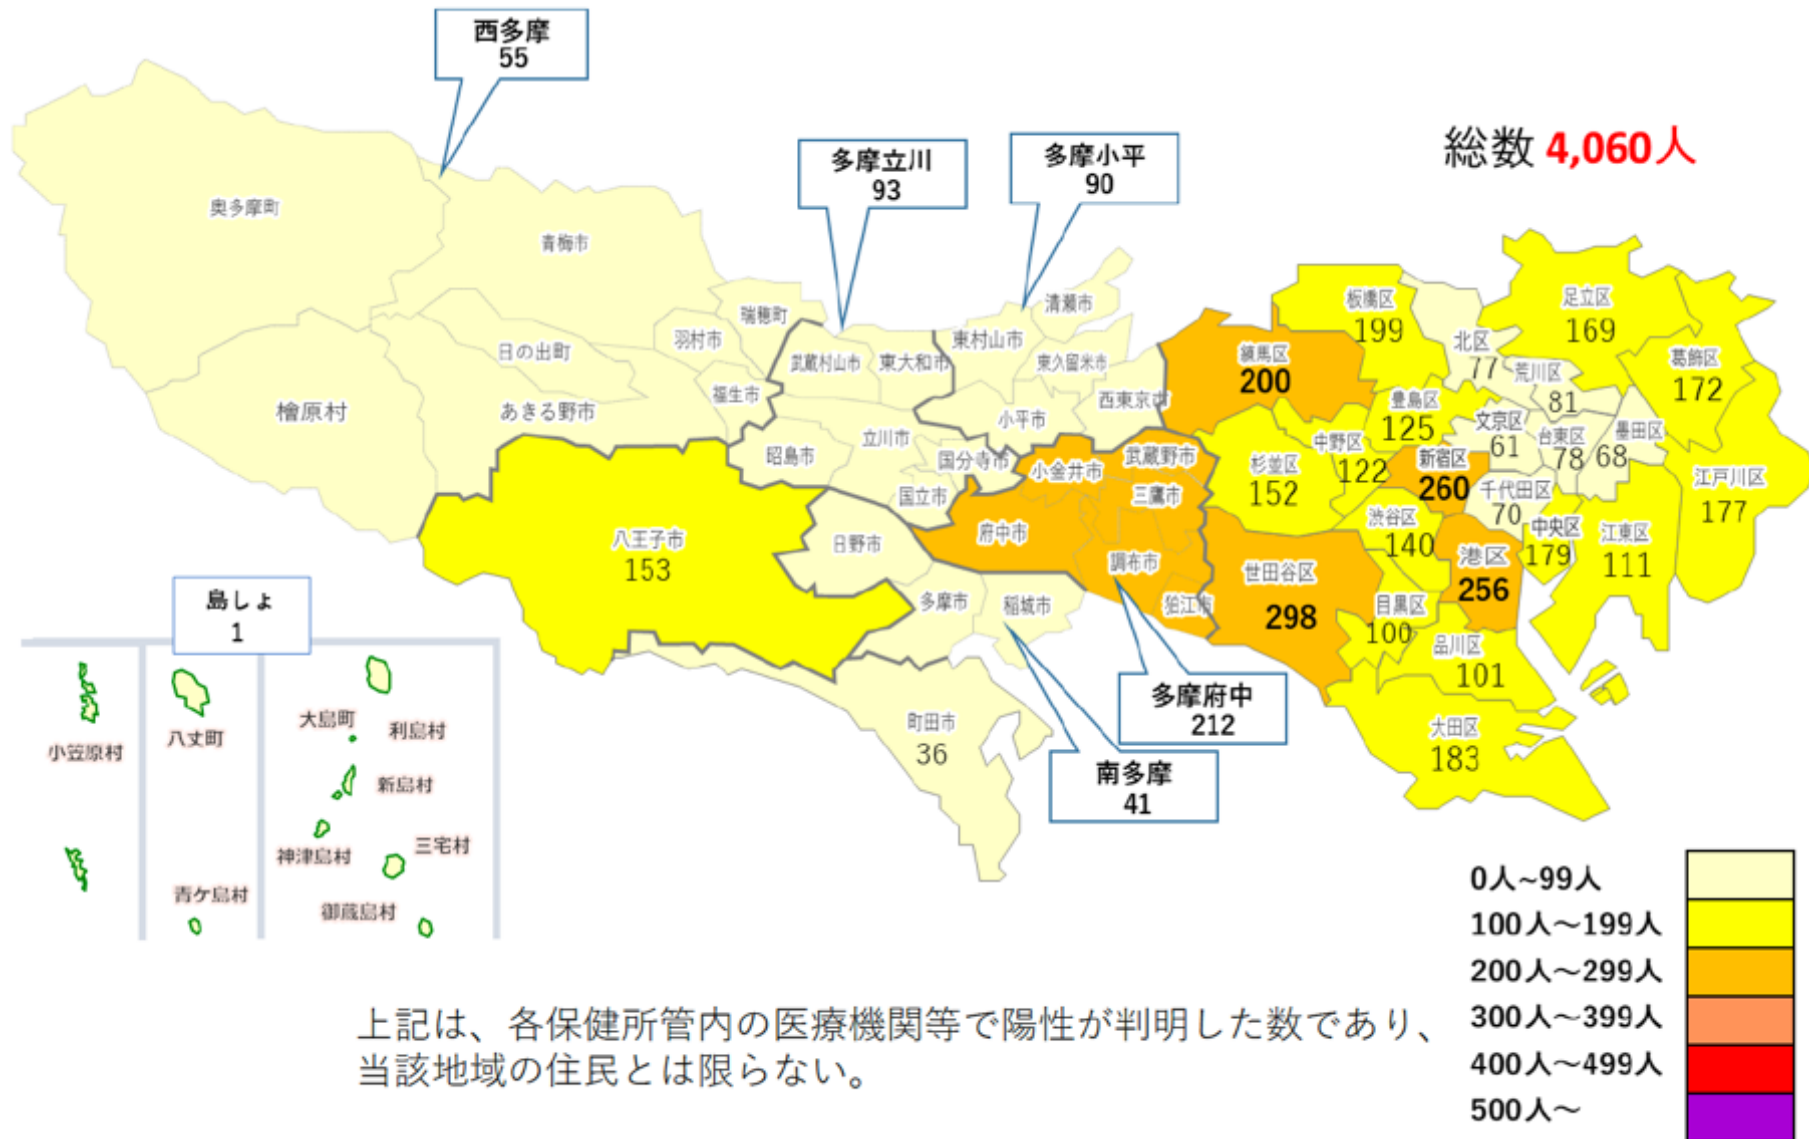 西多摩
55
多摩立川
93
多摩小平
90
総数 4,060人
奥多摩町
青梅市
瑞穂町
羽村市
日の出町
福生市
檜原村
あきる野市
武蔵村山市
東大和市
東村山市
清瀬市
東久留米市
西東京市
小平市
立川市
昭島市
国分寺市
国立市
小金井市
武蔵野市
三鷹市
府中市
調布市
狛江市
八王子市
153
日野市
多摩市
稲城市
町田市
36
練馬区
200
板橋区
199
北区
77
足立区
169
葛飾区
172
荒川区
81
豊島区
125
文京区
61
台東区
78
墨田区
68
中野区
122
杉並区
152
新宿区
260
千代田区
70
江戸川区
177
渋谷区
140
中央区
179
江東区
111
港区
256
世田谷区
298
目黒区
100
品川区
101
大田区
183
多摩府中
212
南多摩
41
島しょ
1
小笠原村
八丈町
青ケ島村
大島町
利島村
新島村
神津島村
三宅村
御蔵島村
0人~99人
100人～199人
200人～299人
300人～399人
400人～499人
500人～
上記は、各保健所管内の医療機関等で陽性が判明した数であり、
当該地域の住民とは限らない。